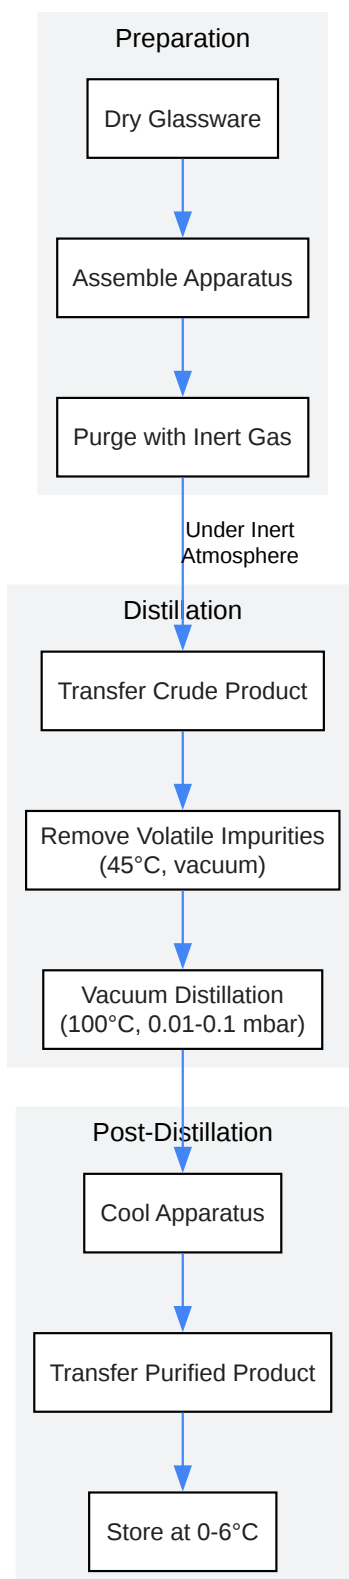 Preparation
Dry Glassware
Assemble Apparatus
Purge with Inert Gas
Under Inert
Atmosphere
Distillation
Transfer Crude Product
Remove Volatile Impurities
(45°C, vacuum)
Vacuum Distillation
(100°C, 0.01-0.1 mbar)
Post-Distillation
Cool Apparatus
Transfer Purified Product
Store at 0-6°C